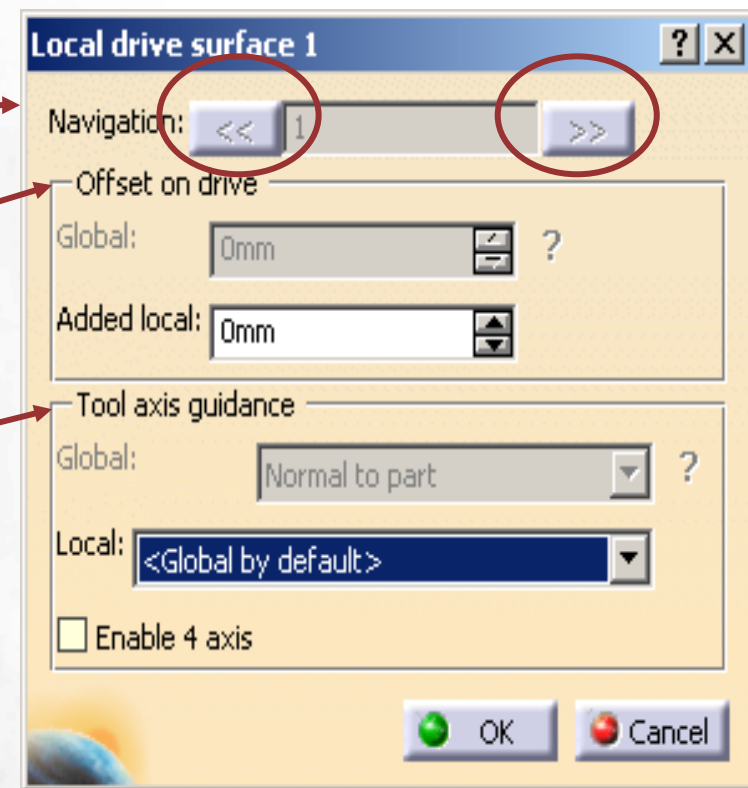 Local drive surface 1
Navigation: << 1 >>
Offset on drive
Global: 0mm ?
Added local: 0mm
Tool axis guidance
Global: Normal to part ?
Local: <Global by default>
Enable 4 axis
OK Cancel